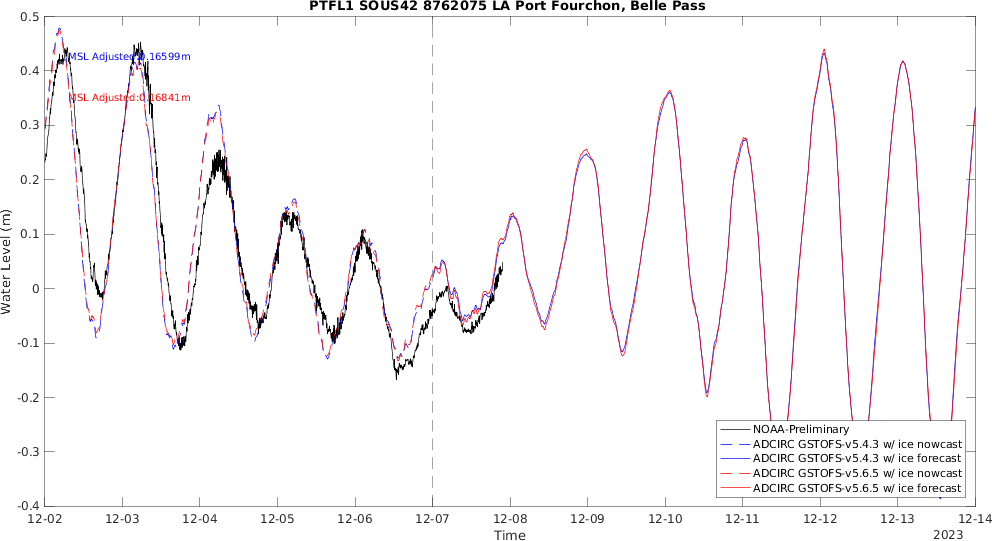 PTFL1 SOUS42 8762075 LA Port Fourchon, Belle Pass
0.5
0.4
0.3
0.2
0.1
0
-0.1
-0.2
-0.3
-0.4
Water Level (m)
MSL Adjusted:0.16599m
MSL Adjusted:0.16841m
NOAA-Preliminary
ADCIRC GSTOFS-v5.4.3 w/ ice nowcast
ADCIRC GSTOFS-v5.4.3 w/ ice forecast
ADCIRC GSTOFS-v5.6.5 w/ ice nowcast
ADCIRC GSTOFS-v5.6.5 w/ ice forecast
12-02 12-03 12-04 12-05 12-06 12-07 12-08 12-09 12-10 12-11 12-12 12-13 12-14
Time
2023